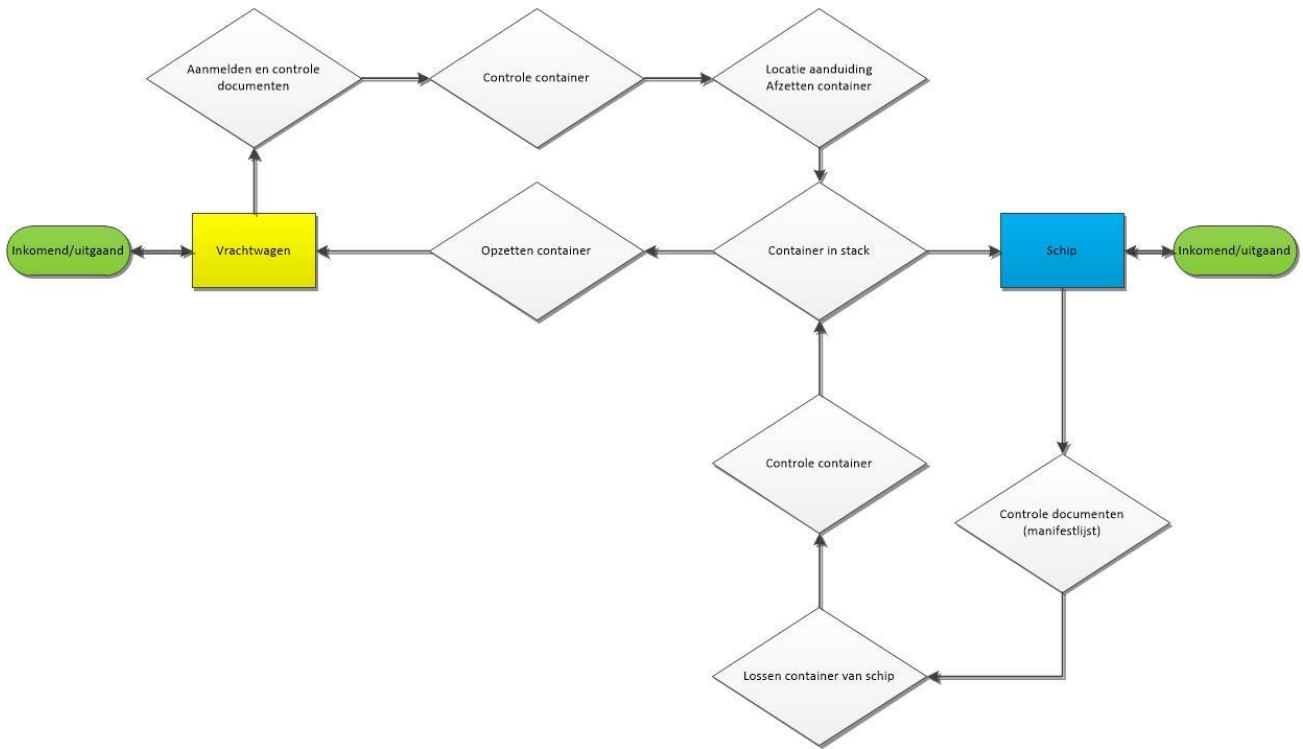 Aanmelden en controle
documenten
Controle container
Locatie aanduiding
Afzetten container
Inkomend/uitgaand
Vrachtwagen
Opzetten container
Container in stack
Schip
Inkomend/uitgaand
Controle container
Controle documenten
(manifestlijst)
Lossen container van schip